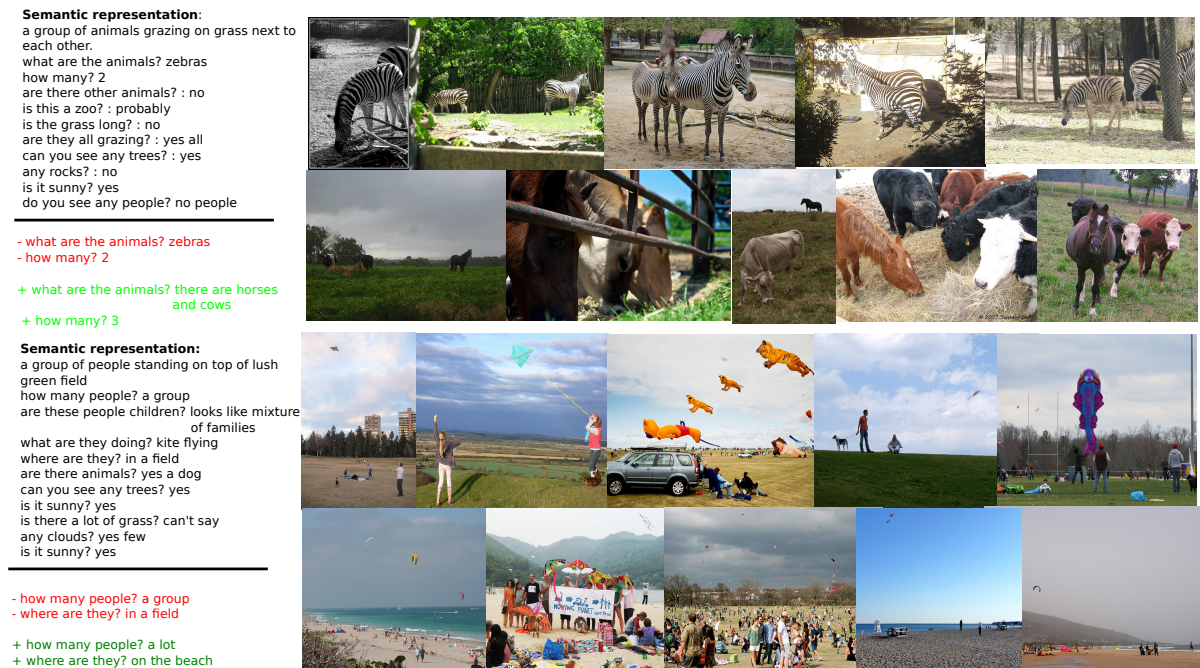 Semantic representation:
a group of animals grazing on grass next to
each other.
what are the animals? zebras
how many? 2
are there other animals? : no
is this a zoo? : probably
is the grass long? : no
are they all grazing? : yes all
can you see any trees? : yes
any rocks? : no
is it sunny? yes
do you see any people? no people
- what are the animals? zebras
- how many? 2
+ what are the animals? there are horses
and cows
+ how many? 3
Semantic representation:
a group of people standing on top of lush
green field
how many people? a group
are these people children? looks like mixture
of families
what are they doing? kite flying
where are they? in a field
are there animals? yes a dog
can you see any trees? yes
is it sunny? yes
is there a lot of grass? can't say
any clouds? yes few
is it sunny? yes
- how many people? a group
- where are they? in a field
+ how many people? a lot
+ where are they? on the beach
MOVING PLANET